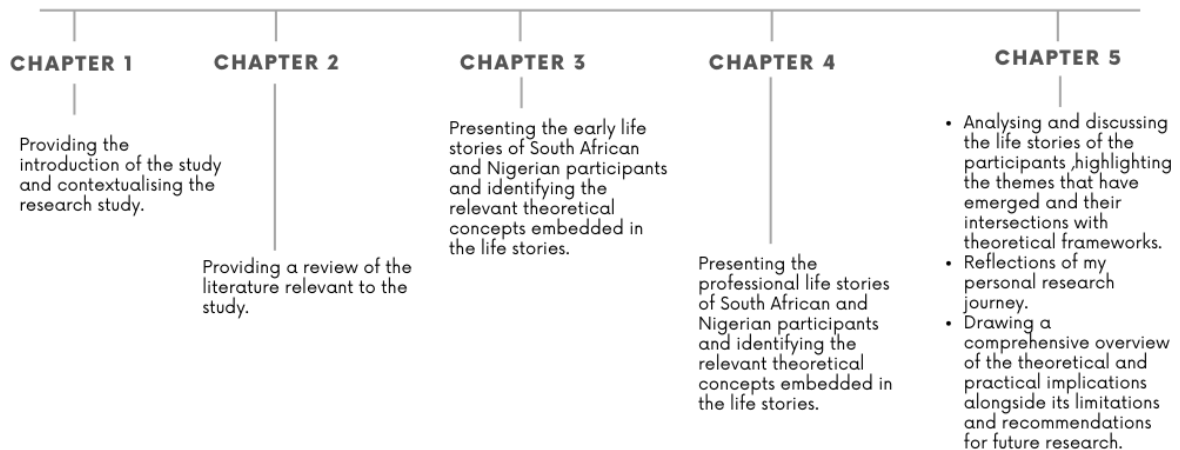 CHAPTER 1
Providing the
introduction of the study
and contextualising the
research study.
CHAPTER 2
Providing a review of the
literature relevant to the
study.
CHAPTER 3
Presenting the early life
stories of South African
and Nigerian participants
and identifying the
relevant theoretical
concepts embedded in
the life stories.
CHAPTER 4
Presenting the
professional life stories
of South African and
Nigerian participants
and identifying the
relevant theoretical
concepts embedded in
the life stories.
CHAPTER 5
• Analysing and discussing
the life stories of the
participants ,highlighting
the themes that have
emerged and their
intersections with
theoretical frameworks.
• Reflections of my
personal research
journey.
• Drawing a
comprehensive overview
of the theoretical and
practical implications
alongside its limitations
and recommendations
for future research.